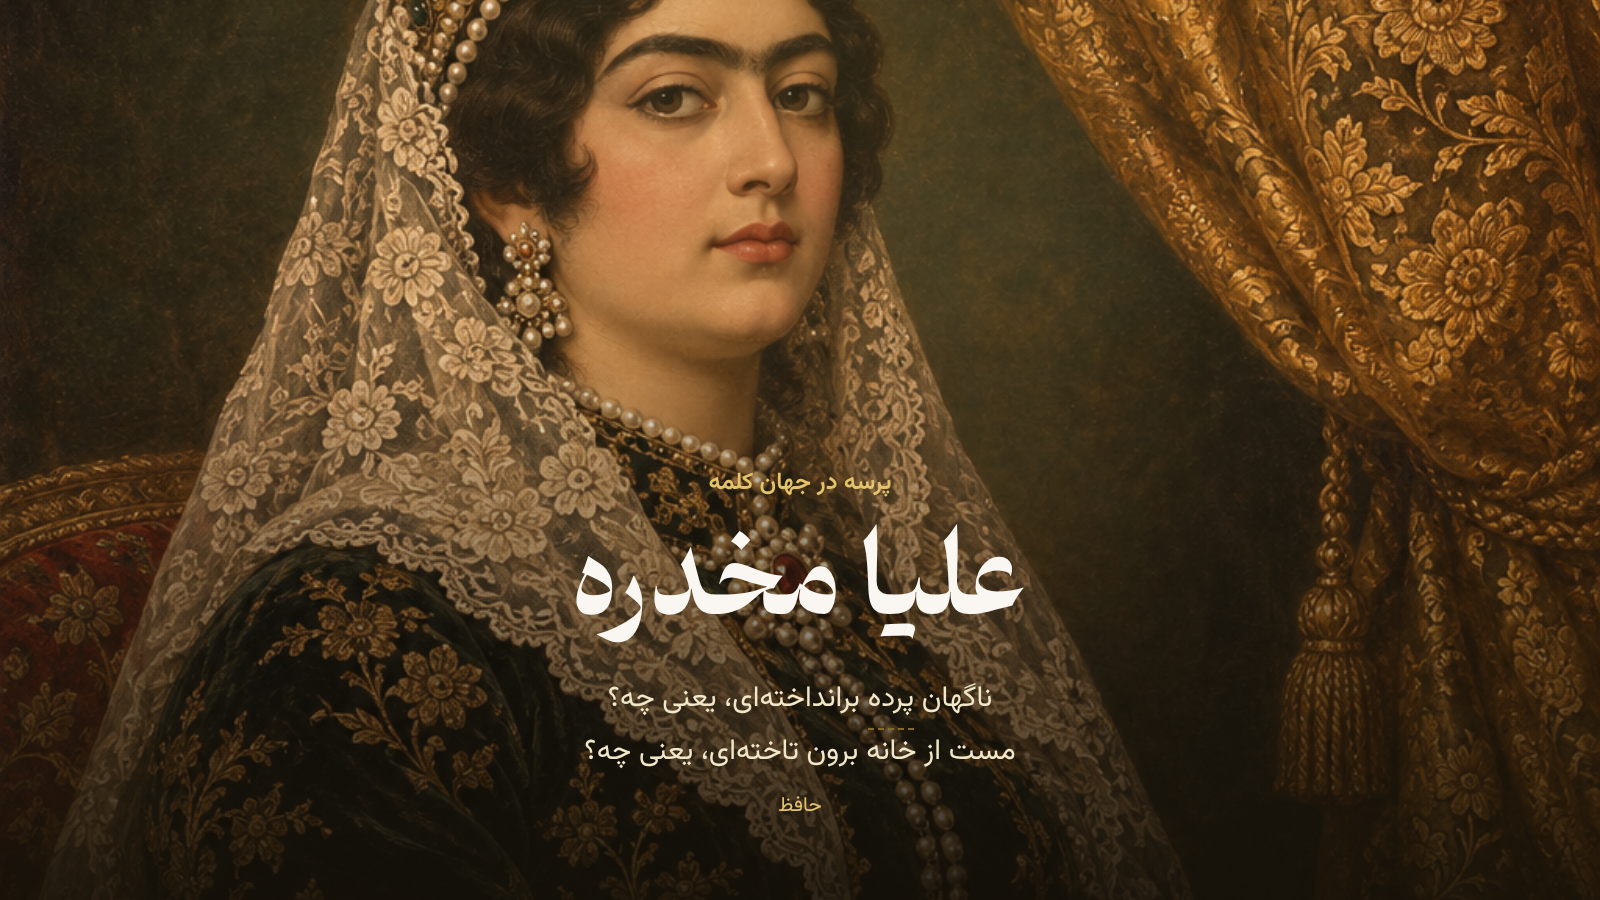 پرسه در جهان کلمه
علیا مخدره
ناگهان پرده برانداخته‌ای، یعنی چه؟
مست از خانه برون تاخته‌ای، یعنی چه؟
حافظ